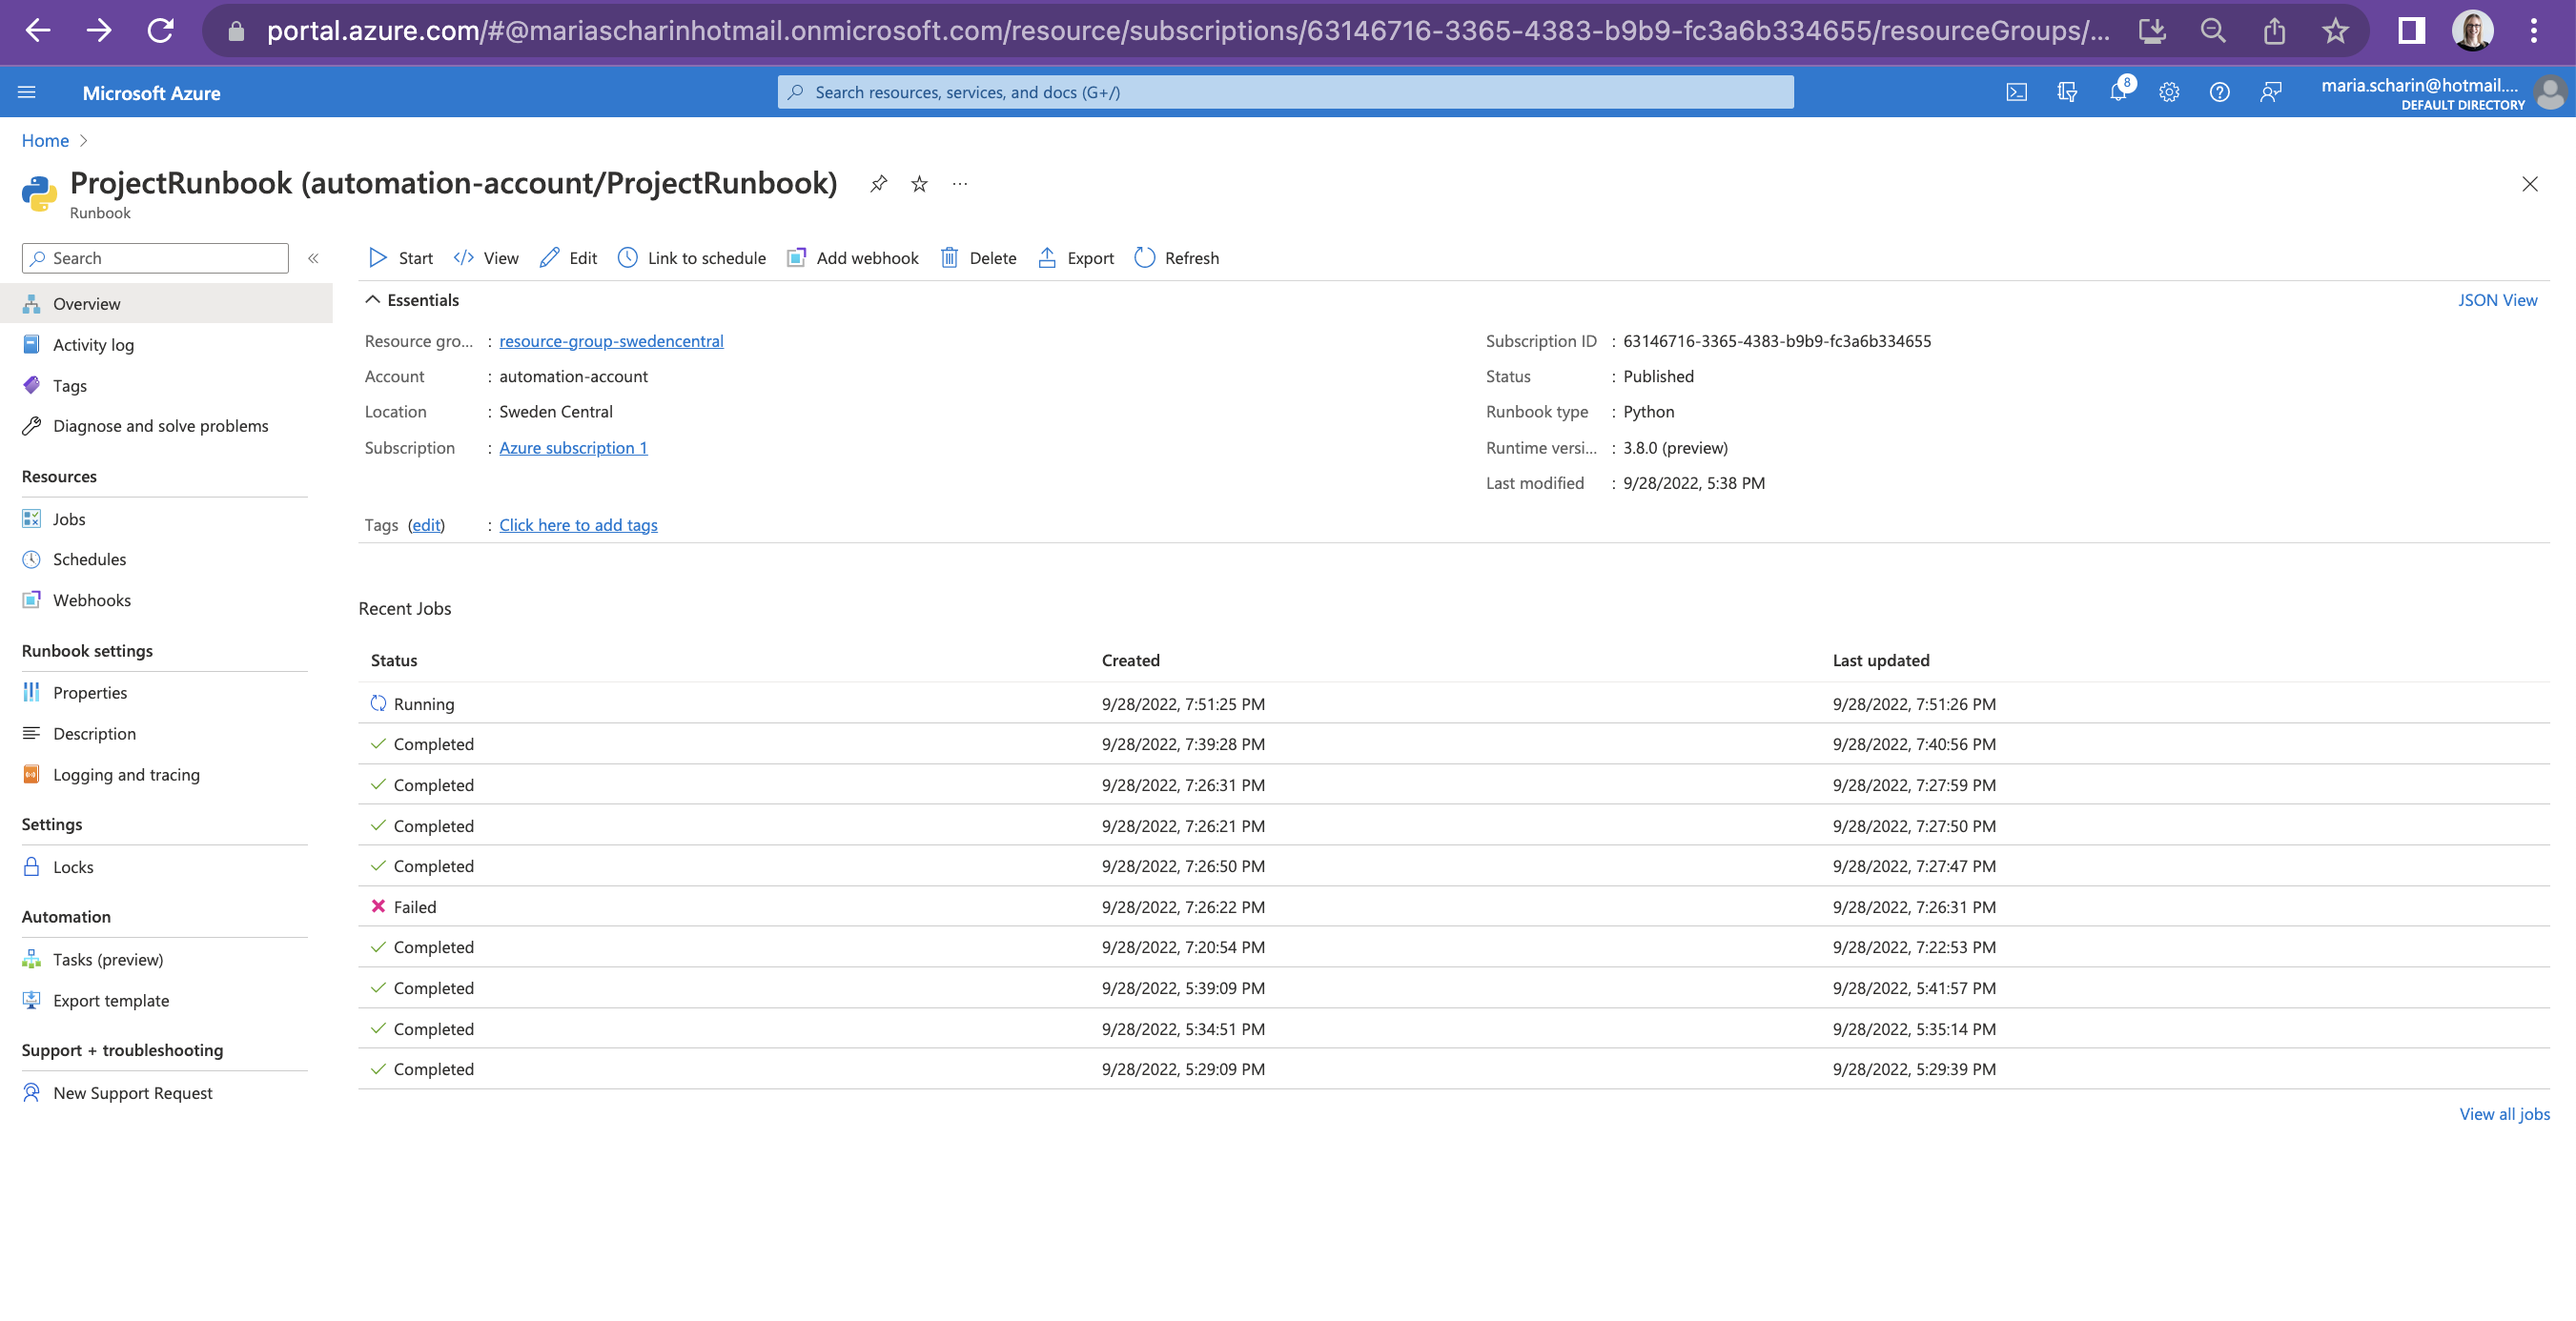 portal.azure.com/#@mariascharinhotmail.onmicrosoft.com/resource/subscriptions/63146716-3365-4383-b9b9-fc3a6b334655/resourceGroups/...
Microsoft Azure
Search resources, services, and docs (G+/)
8
maria.scharin@hotmail....
DEFAULT DIRECTORY
Home
ProjectRunbook (automation-account/ProjectRunbook)
Runbook
Search
Overview
Activity log
Tags
Diagnose and solve problems
Resources
Jobs
Schedules
Webhooks
Runbook settings
Properties
Description
Logging and tracing
Settings
Locks
Automation
Tasks (preview)
Export template
Support + troubleshooting
New Support Request
Start View Edit Link to schedule Add webhook Delete Export Refresh
Essentials
JSON View
Resource gro... : resource-group-swedencentral
Account : automation-account
Location : Sweden Central
Subscription : Azure subscription 1
Subscription ID : 63146716-3365-4383-b9b9-fc3a6b334655
Status : Published
Runbook type : Python
Runtime versi... : 3.8.0 (preview)
Last modified : 9/28/2022, 5:38 PM
Tags (edit) : Click here to add tags
Recent Jobs
Status Created Last updated
Running 9/28/2022, 7:51:25 PM 9/28/2022, 7:51:26 PM
Completed 9/28/2022, 7:39:28 PM 9/28/2022, 7:40:56 PM
Completed 9/28/2022, 7:26:31 PM 9/28/2022, 7:27:59 PM
Completed 9/28/2022, 7:26:21 PM 9/28/2022, 7:27:50 PM
Completed 9/28/2022, 7:26:50 PM 9/28/2022, 7:27:47 PM
Failed 9/28/2022, 7:26:22 PM 9/28/2022, 7:26:31 PM
Completed 9/28/2022, 7:20:54 PM 9/28/2022, 7:22:53 PM
Completed 9/28/2022, 5:39:09 PM 9/28/2022, 5:41:57 PM
Completed 9/28/2022, 5:34:51 PM 9/28/2022, 5:35:14 PM
Completed 9/28/2022, 5:29:09 PM 9/28/2022, 5:29:39 PM
View all jobs